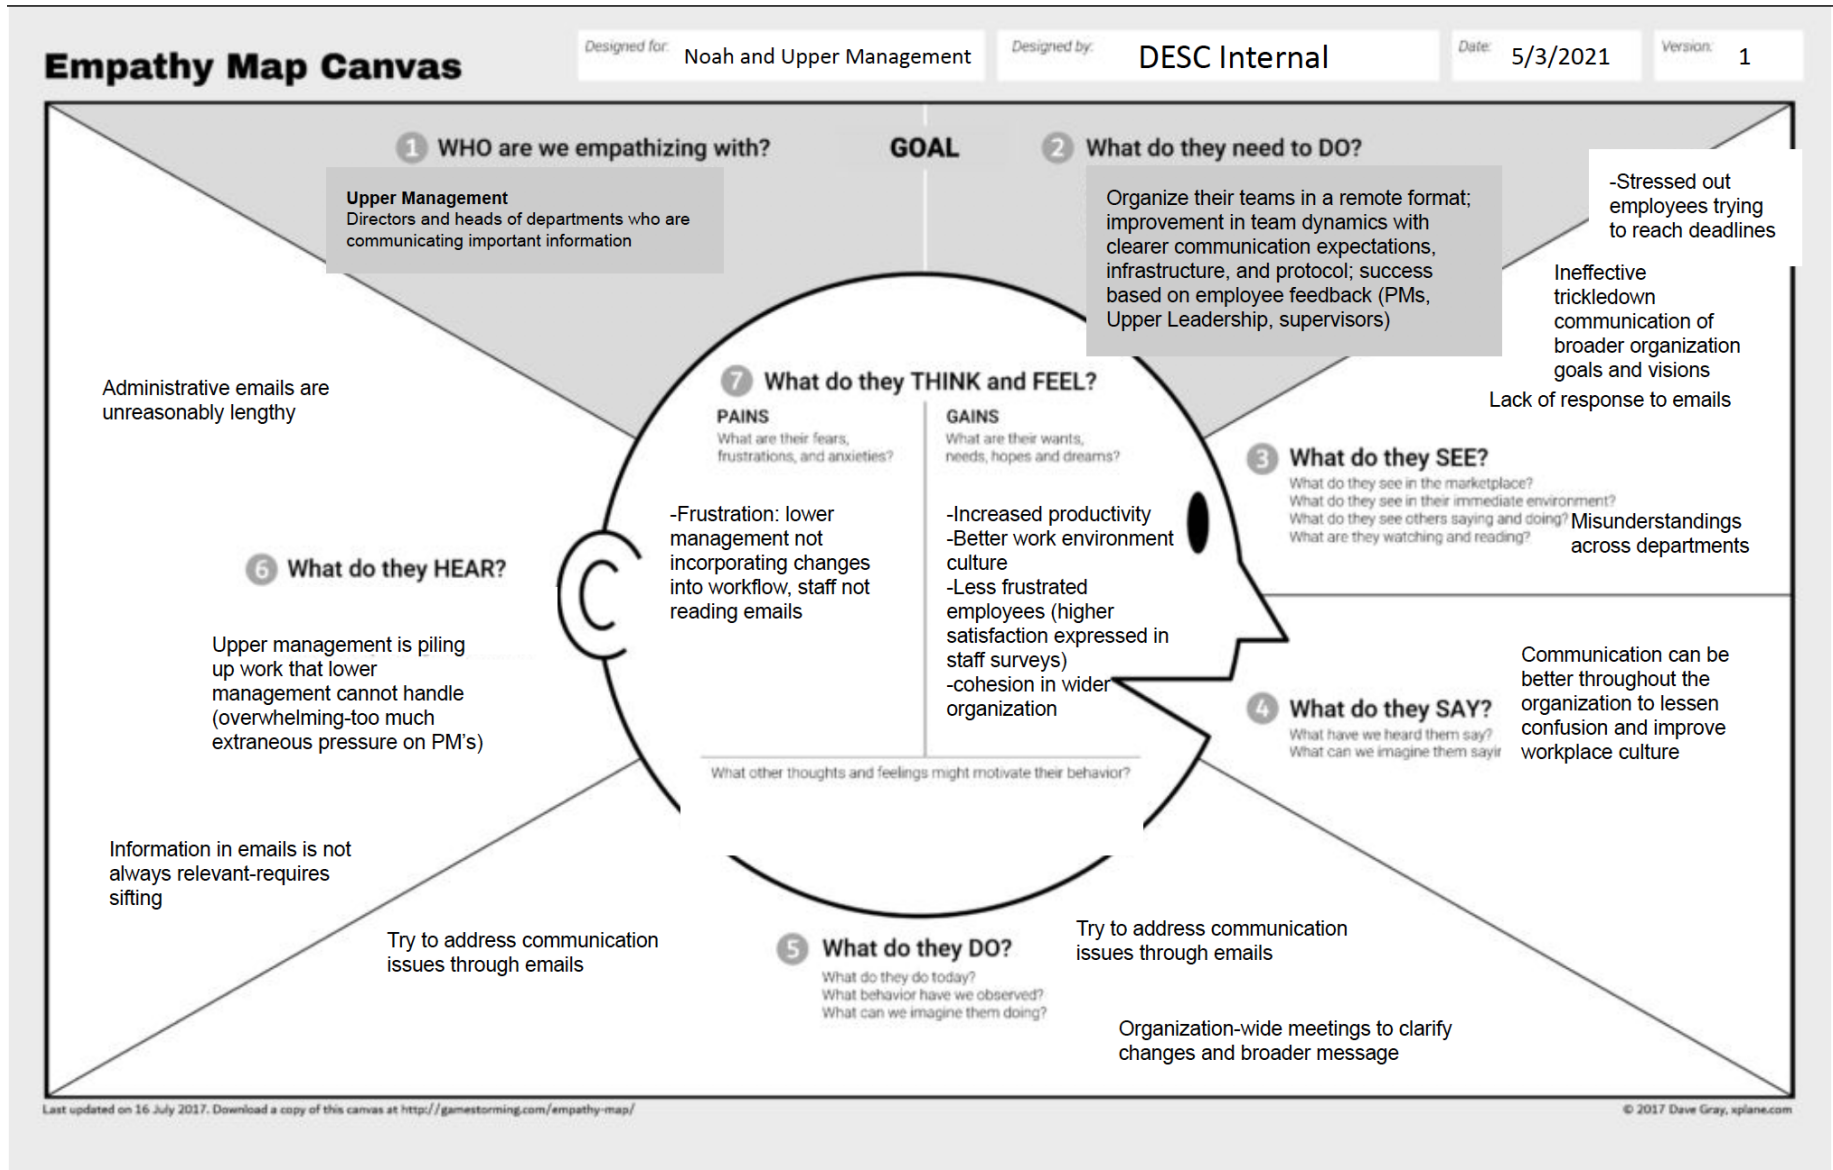 Empathy Map Canvas
Designed for:
Noah and Upper Management
Designed by:
DESC Internal
Date:
5/3/2021
Version:
1
1 WHO are we empathizing with?
Upper Management
Directors and heads of departments who are
communicating important information
GOAL
2 What do they need to DO?
Organize their teams in a remote format;
improvement in team dynamics with
clearer communication expectations,
infrastructure, and protocol; success
based on employee feedback (PMs,
Upper Leadership, supervisors)
-Stressed out
employees trying
to reach deadlines
Ineffective
trickledown
communication of
broader organization
goals and visions
Lack of response to emails
3 What do they SEE?
What do they see in the marketplace?
What do they see in their immediate environment?
What do they see others saying and doing?
What are they watching and reading?
Misunderstandings
across departments
4 What do they SAY?
What have we heard them say?
What can we imagine them sayin
Communication can be
better throughout the
organization to lessen
confusion and improve
workplace culture
5 What do they DO?
What do they do today?
What behavior have we observed?
What can we imagine them doing?
Try to address communication
issues through emails
Try to address communication
issues through emails
Organization-wide meetings to clarify
changes and broader message
6 What do they HEAR?
Administrative emails are
unreasonably lengthy
Upper management is piling
up work that lower
management cannot handle
(overwhelming-too much
extraneous pressure on PM's)
Information in emails is not
always relevant-requires
sifting
7 What do they THINK and FEEL?
PAINS
What are their fears,
frustrations, and anxieties?
-Frustration: lower
management not
incorporating changes
into workflow, staff not
reading emails
GAINS
What are their wants,
needs, hopes and dreams?
-Increased productivity
-Better work environment
culture
-Less frustrated
employees (higher
satisfaction expressed in
staff surveys)
-cohesion in wider
organization
What other thoughts and feelings might motivate their behavior?
Last updated on 16 July 2017. Download a copy of this canvas at http://gamestorming.com/empathy-map/
© 2017 Dave Gray, xplane.com